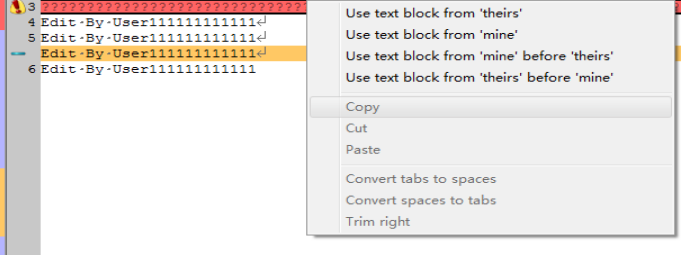 3 ?????????????????????????????
Use text block from 'theirs'
4 Edit·By·User111111111111↵
Use text block from 'mine'
5 Edit·By·User111111111111↵
Use text block from 'mine' before 'theirs'
Edit·By·User111111111111↵
Use text block from 'theirs' before 'mine'
6 Edit·By·User111111111111
Copy
Cut
Paste
Convert tabs to spaces
Convert spaces to tabs
Trim right